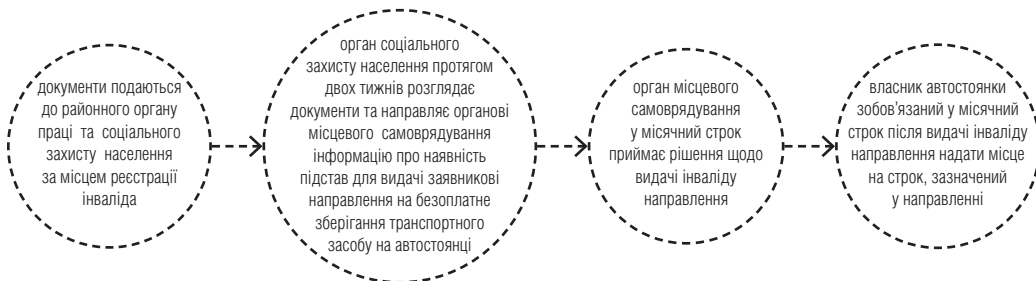 документи подаються
до районного органу
праці та соціального
захисту населення
за місцем реєстрації
інваліда
орган соціального
захисту населення протягом
двох тижнів розглядає
документи та направляє органові
місцевого самоврядування
інформацію про наявність
підстав для видачі заявникові
направлення на безоплатне
зберігання транспортного
засобу на автостоянці
орган місцевого
самоврядування
у місячний строк
приймає рішення щодо
видачі інваліду
направлення
власник автостоянки
зобов’язаний у місячний
строк після видачі інваліду
направлення надати місце
на строк, зазначений
у направленні